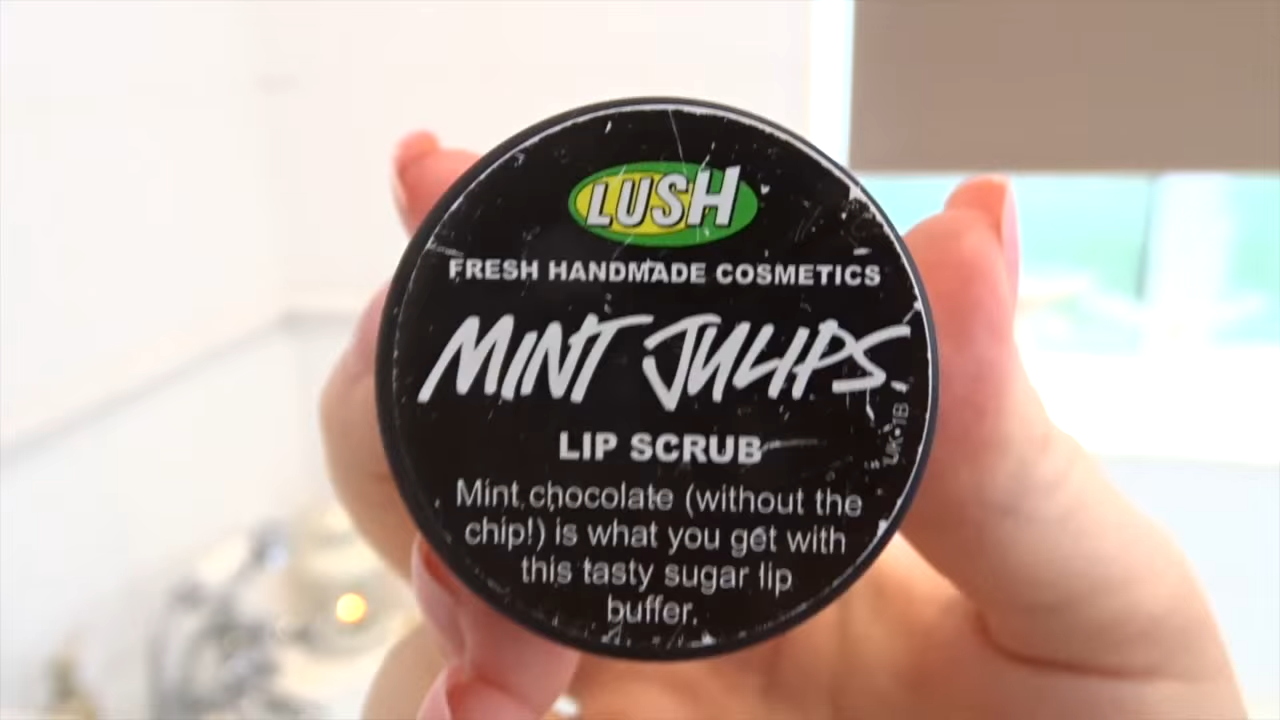 LUSH
FRESH HANDMADE COSMETICS
MINT JULIPS
LIP SCRUB
Mint chocolate (without the
chip!) is what you get with
this tasty sugar lip
buffer.